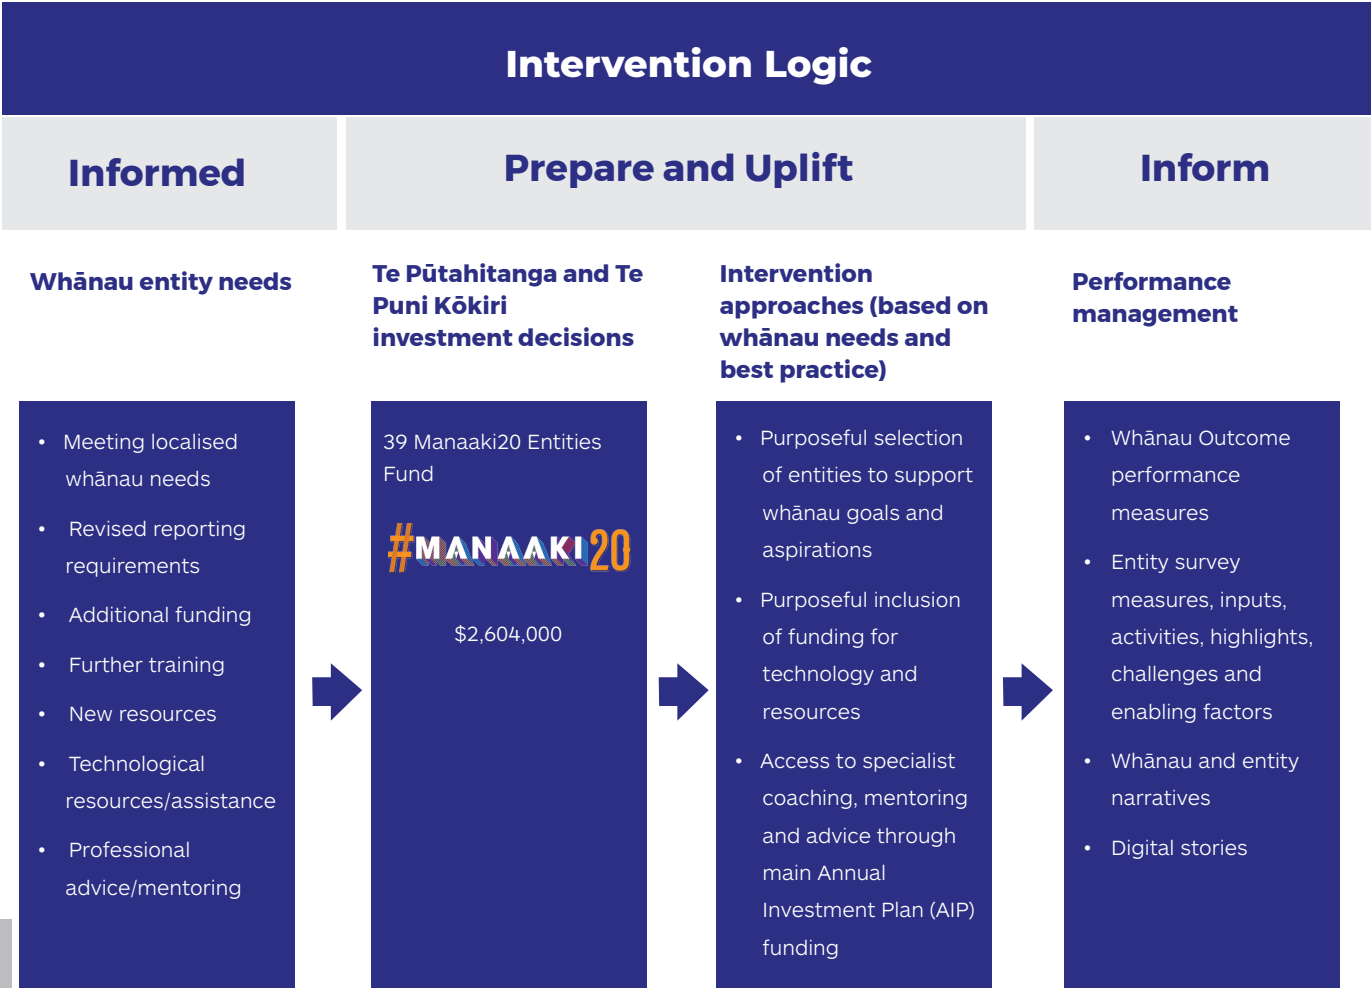 Intervention Logic
Informed
Prepare and Uplift
Inform
Whānau entity needs
Te Pūtahitanga and Te
Puni Kōkiri
investment decisions
Intervention
approaches (based on
whānau needs and
best practice)
Performance
management
• Meeting localised
whānau needs
• Revised reporting
requirements
• Additional funding
• Further training
• New resources
• Technological
resources/assistance
• Professional
advice/mentoring
39 Manaaki20 Entities
Fund
#MANAAKI20
$2,604,000
• Purposeful selection
of entities to support
whānau goals and
aspirations
• Purposeful inclusion
of funding for
technology and
resources
• Access to specialist
coaching, mentoring
and advice through
main Annual
Investment Plan (AIP)
funding
• Whānau Outcome
performance
measures
• Entity survey
measures, inputs,
activities, highlights,
challenges and
enabling factors
• Whānau and entity
narratives
• Digital stories